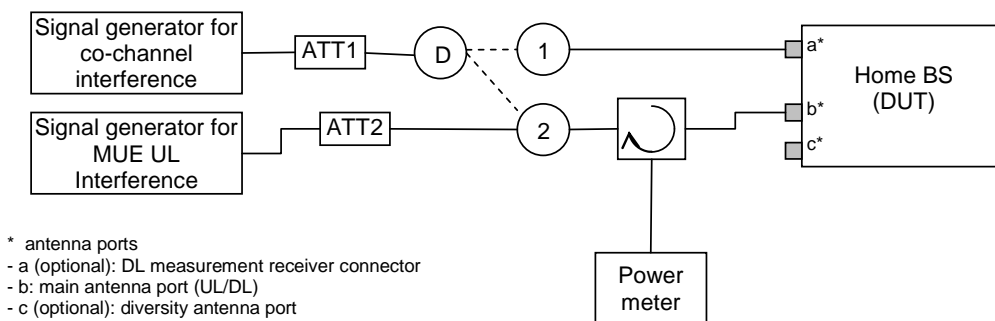 Signal generator for
co-channel
interference
ATT1
D
1
a*
Home BS
(DUT)
Signal generator for
MUE UL
Interference
ATT2
2
b*
c*
Power
meter
* antenna ports
- a (optional): DL measurement receiver connector
- b: main antenna port (UL/DL)
- c (optional): diversity antenna port